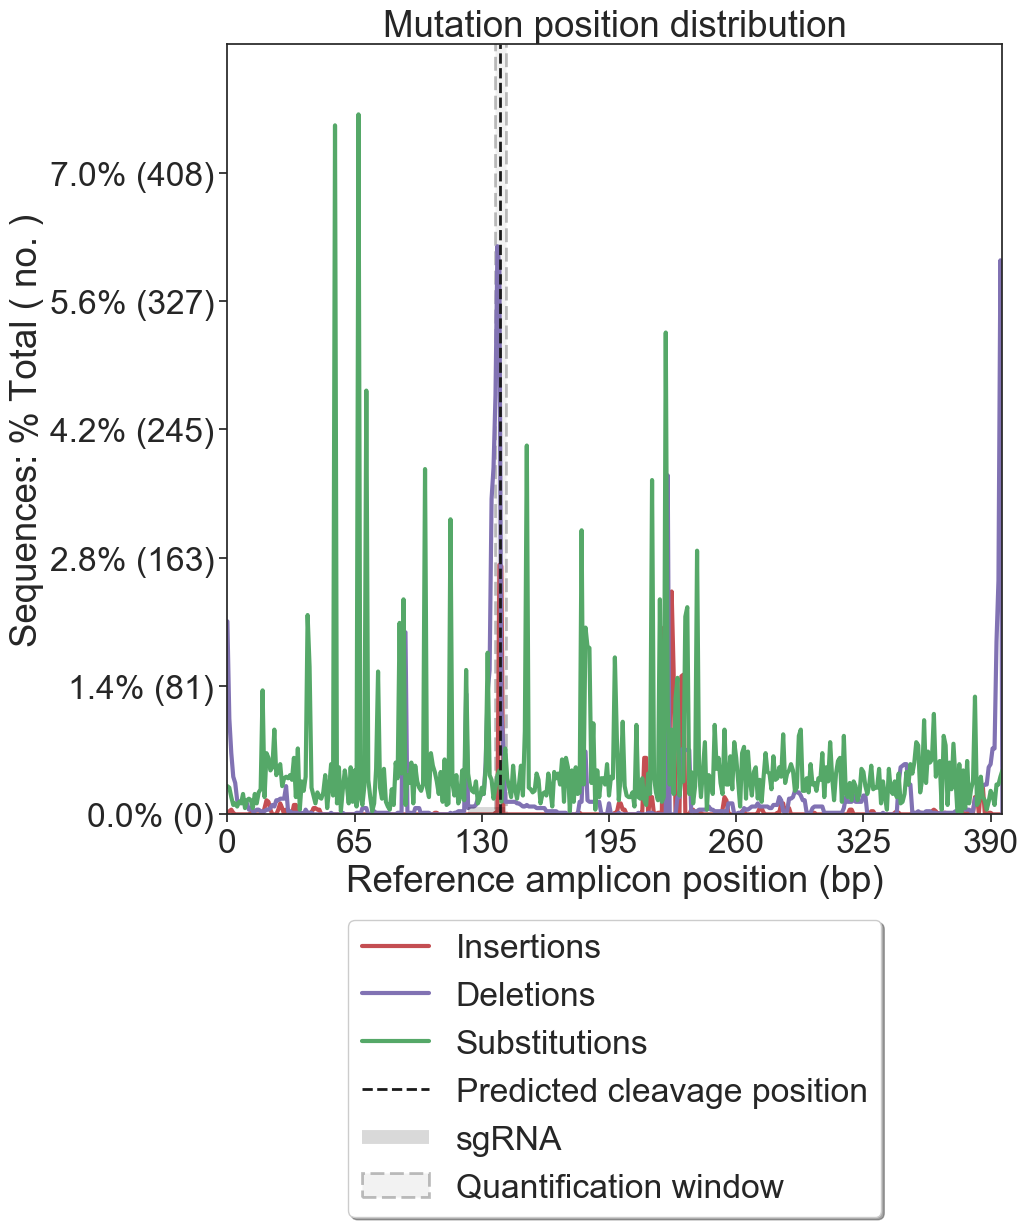 Mutation position distribution
Sequences: % Total ( no. )
7.0% (408)
5.6% (327)
4.2% (245)
2.8% (163)
1.4% (81)
0.0% (0)
0 65 130 195 260 325 390
Reference amplicon position (bp)
Insertions
Deletions
Substitutions
Predicted cleavage position
sgRNA
Quantification window